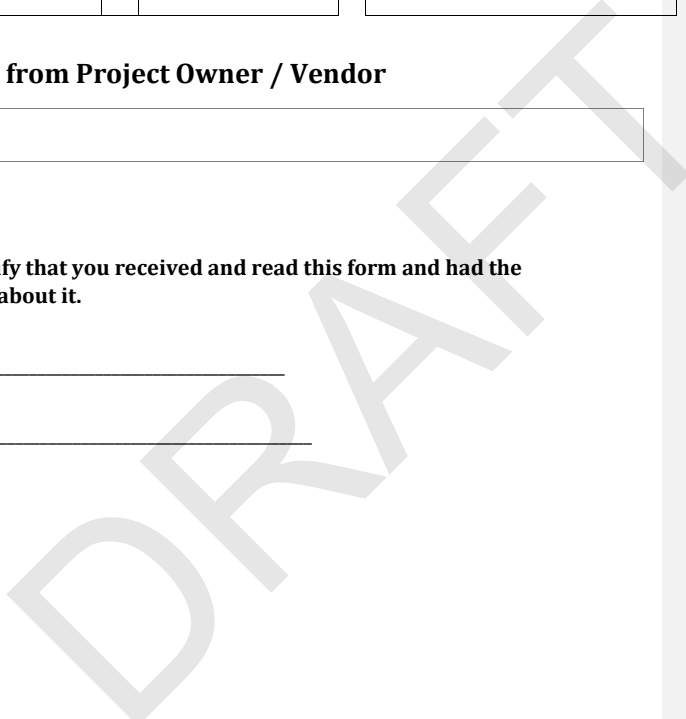 from Project Owner / Vendor
fy that you received and read this form and had the
about it.
DRAFT